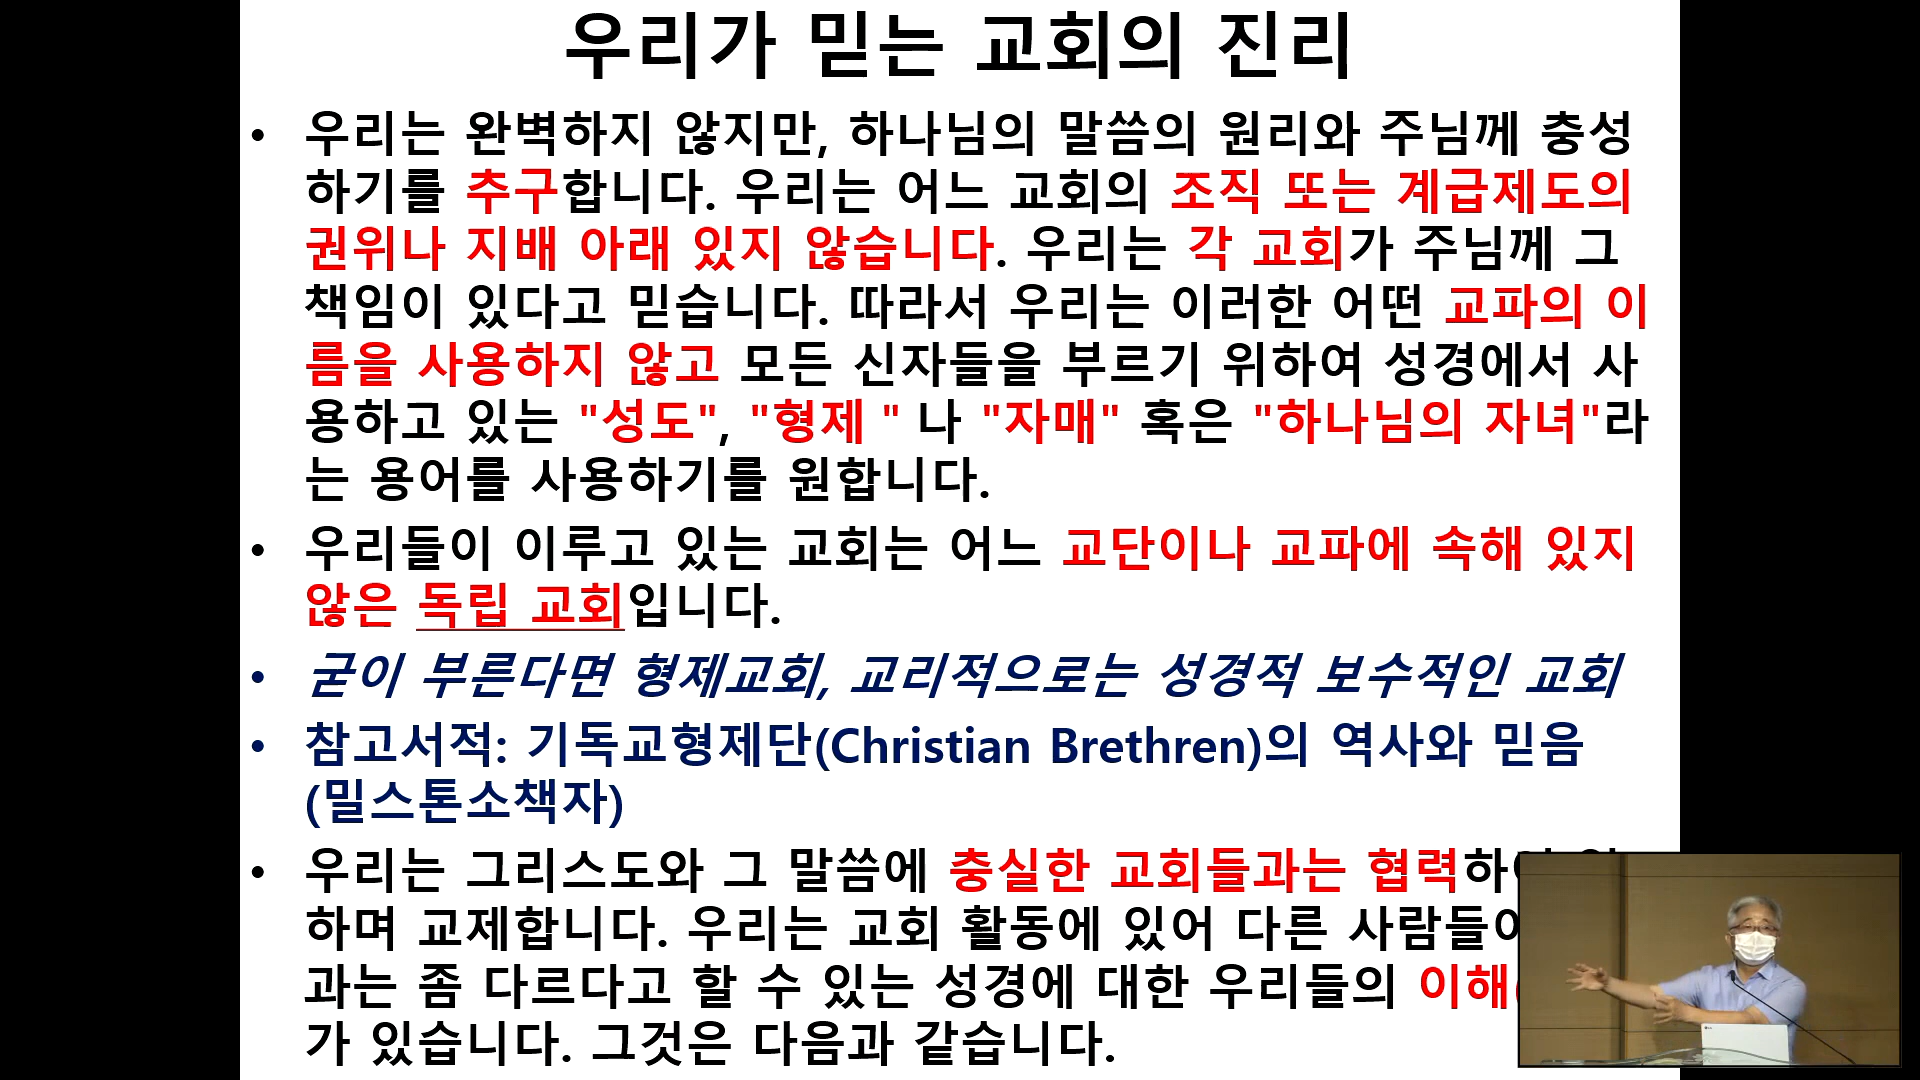 우리가 믿는 교회의 진리
• 우리는 완벽하지 않지만, 하나님의 말씀의 원리와 주님께 충성
하기를 추구합니다. 우리는 어느 교회의 조직 또는 계급제도의
권위나 지배 아래 있지 않습니다. 우리는 각 교회가 주님께 그
책임이 있다고 믿습니다. 따라서 우리는 이러한 어떤 교파의 이
름을 사용하지 않고 모든 신자들을 부르기 위하여 성경에서 사
용하고 있는 "성도", "형제 " 나 "자매" 혹은 "하나님의 자녀"라
는 용어를 사용하기를 원합니다.
• 우리들이 이루고 있는 교회는 어느 교단이나 교파에 속해 있지
않은 독립 교회입니다.
• 굳이 부른다면 형제교회, 교리적으로는 성경적 보수적인 교회
• 참고서적: 기독교형제단(Christian Brethren)의 역사와 믿음
(밀스톤소책자)
• 우리는 그리스도와 그 말씀에 충실한 교회들과는
하며 교제합니다. 우리는 교회 활동에 있어 다른
과는 좀 다르다고 할 수 있는 성경에 대한 우리들의 이해
가 있습니다. 그것은 다음과 같습니다.